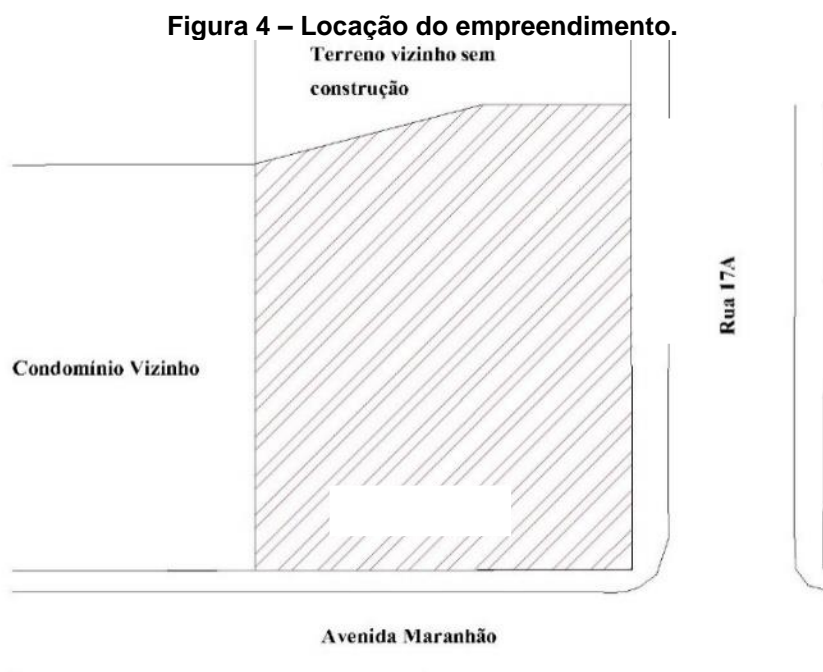 Figura 4 – Locação do empreendimento.
Terreno vizinho sem
construção
Rua 17A
Condomínio Vizinho
Avenida Maranhão